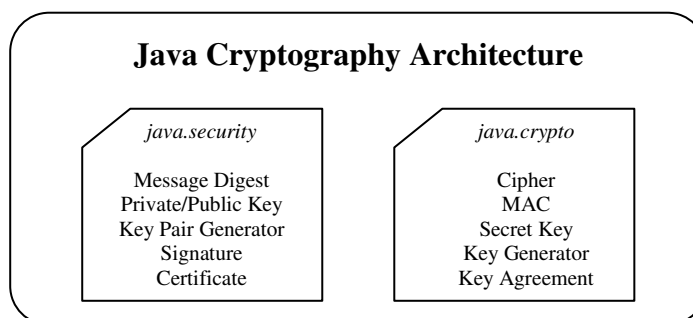 Java Cryptography Architecture
java.security
Message Digest
Private/Public Key
Key Pair Generator
Signature
Certificate
java.crypto
Cipher
MAC
Secret Key
Key Generator
Key Agreement